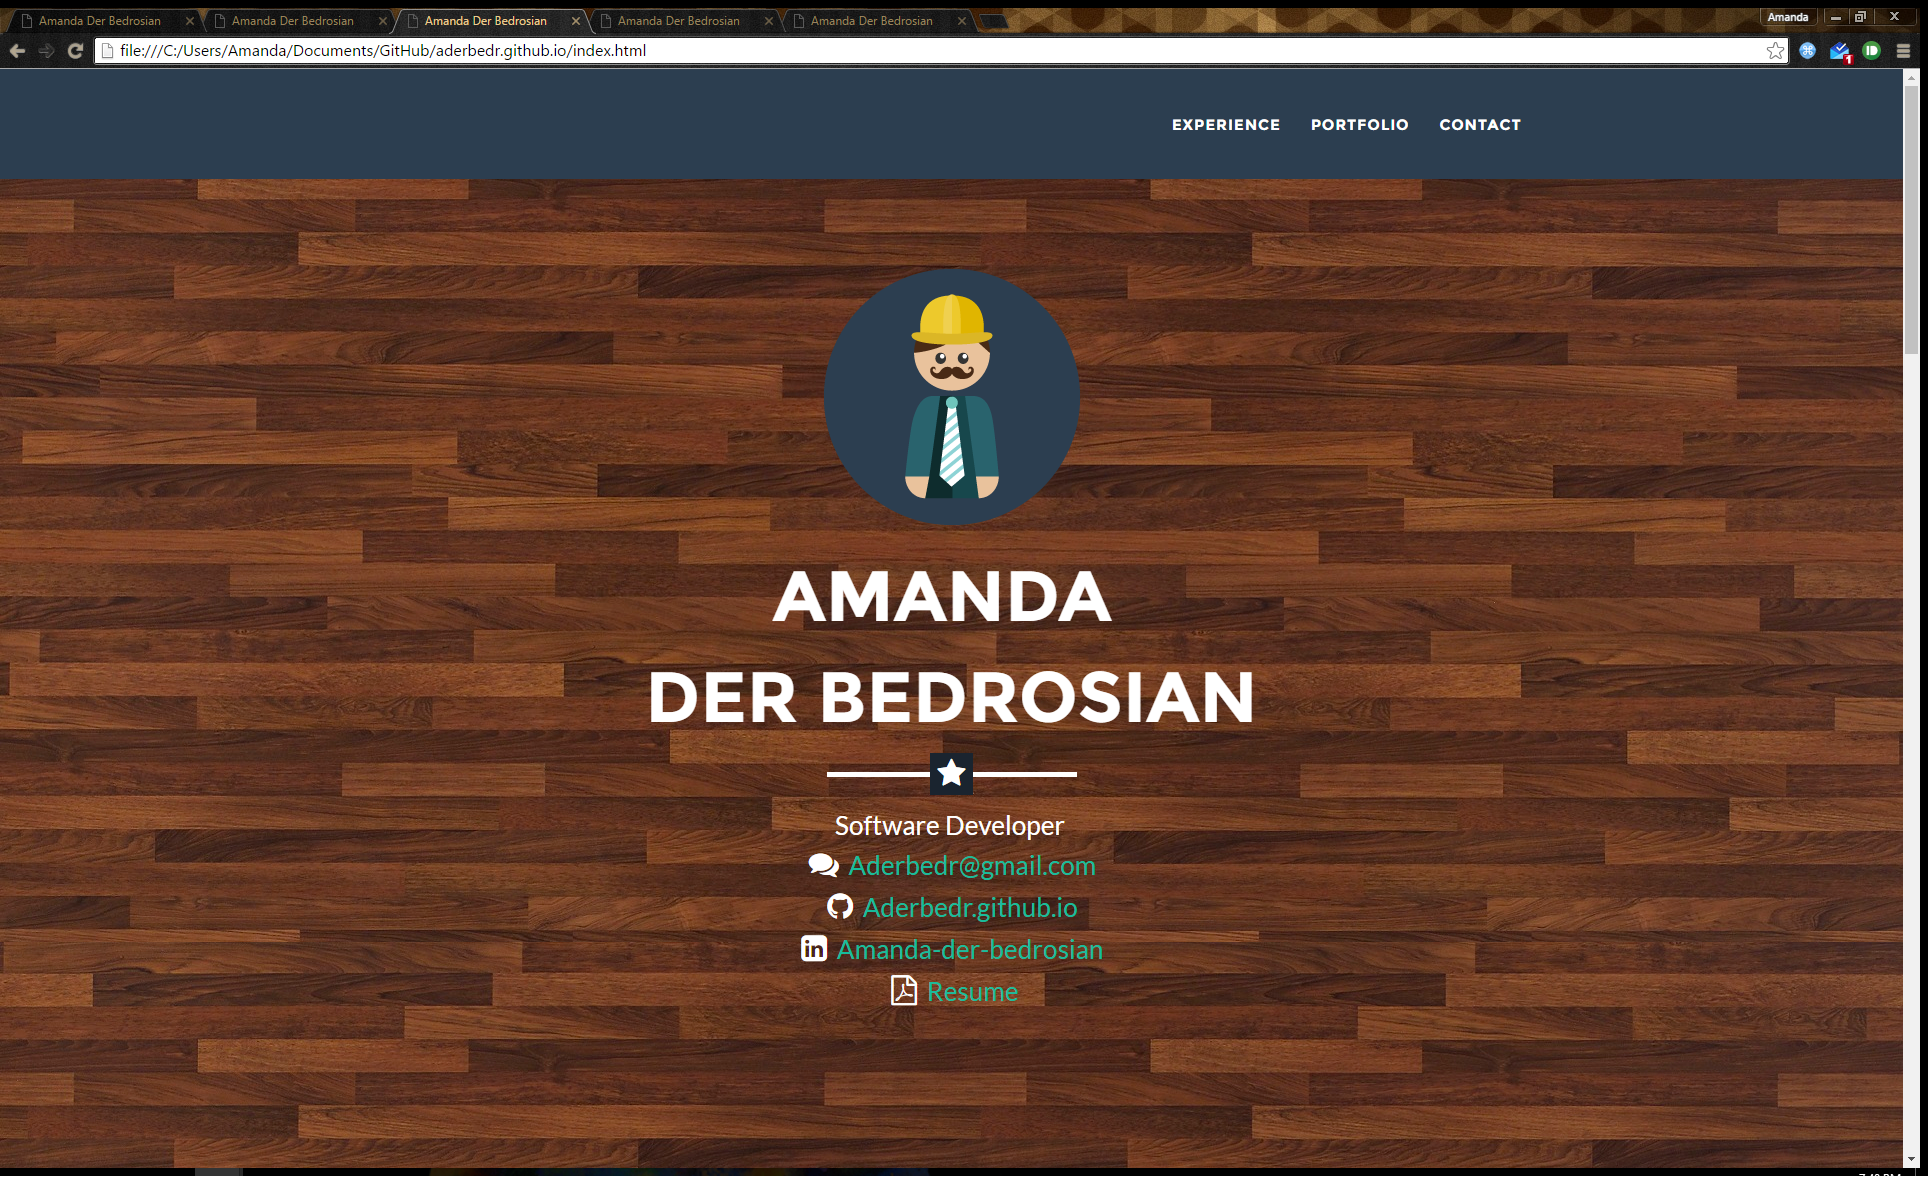 Amanda Der Bedrosian
Amanda Der Bedrosian
Amanda Der Bedrosian
Amanda Der Bedrosian
Amanda Der Bedrosian
Amanda
file:///C:/Users/Amanda/Documents/GitHub/aderbedr.github.io/index.html
1
EXPERIENCE
PORTFOLIO
CONTACT
AMANDA
DER BEDROSIAN
Software Developer
Aderbedr@gmail.com
Aderbedr.github.io
in Amanda-der-bedrosian
Resume